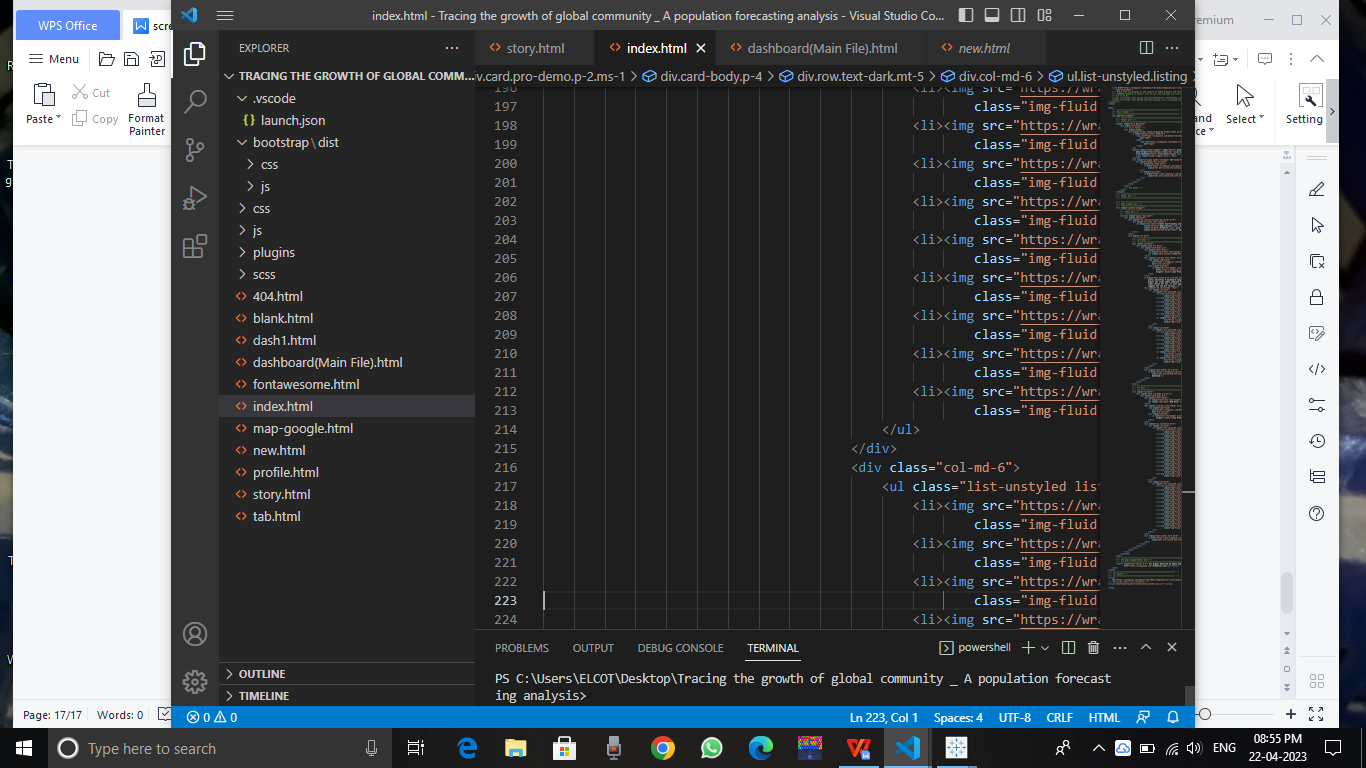 WPS Office
scre
Menu
Paste
Cut
Copy
Format
Painter
index.html - Tracing the growth of global community _ A population forecasting analysis - Visual Studio Co...
remium
and
ce
Select
Setting
EXPLORER
TRACING THE GROWTH OF GLOBAL COMM...
.vscode
launch.json
bootstrap\dist
css
js
css
js
plugins
scss
404.html
blank.html
dash1.html
dashboard(Main File).html
fontawesome.html
index.html
map-google.html
new.html
profile.html
story.html
tab.html
OUTLINE
TIMELINE
story.html
index.html
dashboard(Main File).html
new.html
iv.card.pro-demo.p-2.ms-1 > div.card-body.p-4 > div.row.text-dark.mt-5 > div.col-md-6 > ul.list-unstyled.listing
196 <li><img src="https://wra
197 class="img-fluid
198 <li><img src="https://wra
199 class="img-fluid
200 <li><img src="https://wra
201 class="img-fluid
202 <li><img src="https://wra
203 class="img-fluid
204 <li><img src="https://wra
205 class="img-fluid
206 <li><img src="https://wra
207 class="img-fluid
208 <li><img src="https://wra
209 class="img-fluid
210 <li><img src="https://wra
211 class="img-fluid
212 <li><img src="https://wra
213 class="img-fluid
214 </ul>
215 </div>
216 <div class="col-md-6">
217 <ul class="list-unstyled list
218 <li><img src="https://wra
219 class="img-fluid
220 <li><img src="https://wra
221 class="img-fluid
222 <li><img src="https://wra
223 class="img-fluid
224 <li><img src="https://wra
PROBLEMS OUTPUT DEBUG CONSOLE TERMINAL
powershell
PS C:\Users\ELCOT\Desktop\Tracing the growth of global community _ A population forecast
ing analysis>
Page: 17/17 Words: 0
0 0
Ln 223, Col 1 Spaces: 4 UTF-8 CRLF HTML
Type here to search
ENG
08:55 PM
22-04-2023